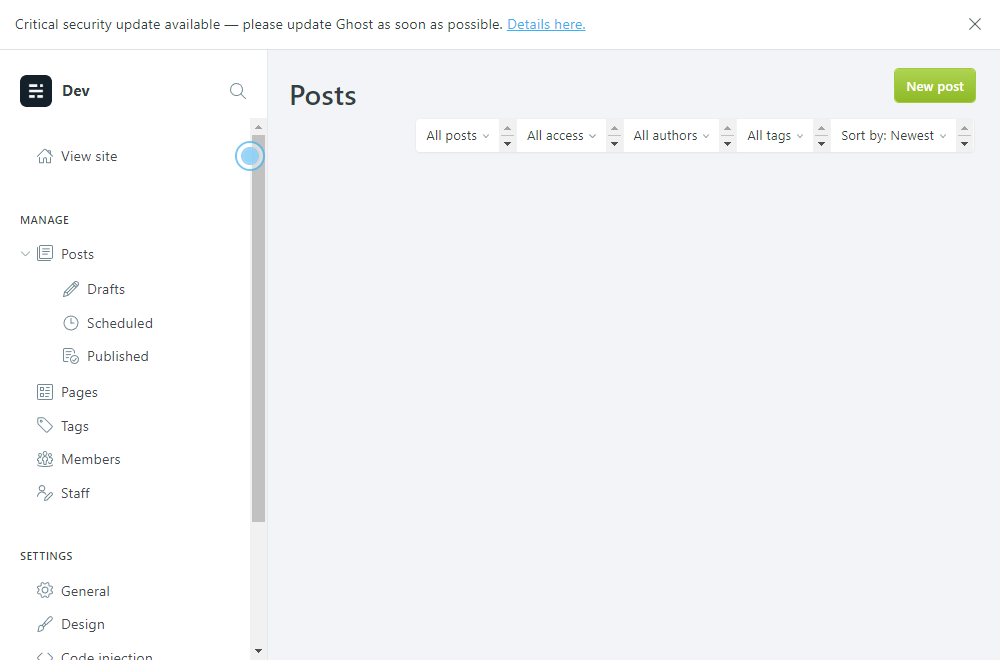 Critical security update available — please update Ghost as soon as possible. Details here.
Dev
View site
MANAGE
Posts
Drafts
Scheduled
Published
Pages
Tags
Members
Staff
SETTINGS
General
Design
Code injection
Posts
New post
All posts
All access
All authors
All tags
Sort by: Newest